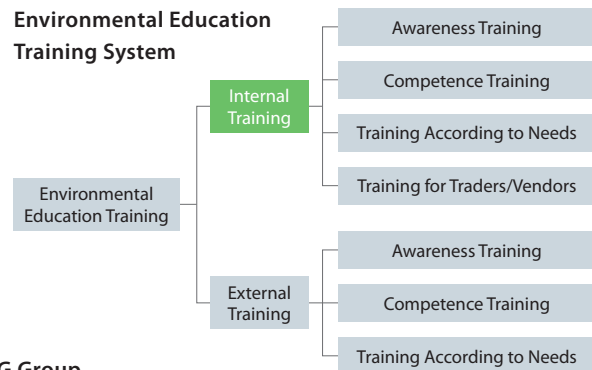 Environmental Education
Training System
Awareness Training
Competence Training
Internal
Training
Training According to Needs
Training for Traders/Vendors
Environmental
Education Training
Awareness Training
External
Training
Competence Training
Training According to Needs
G Group